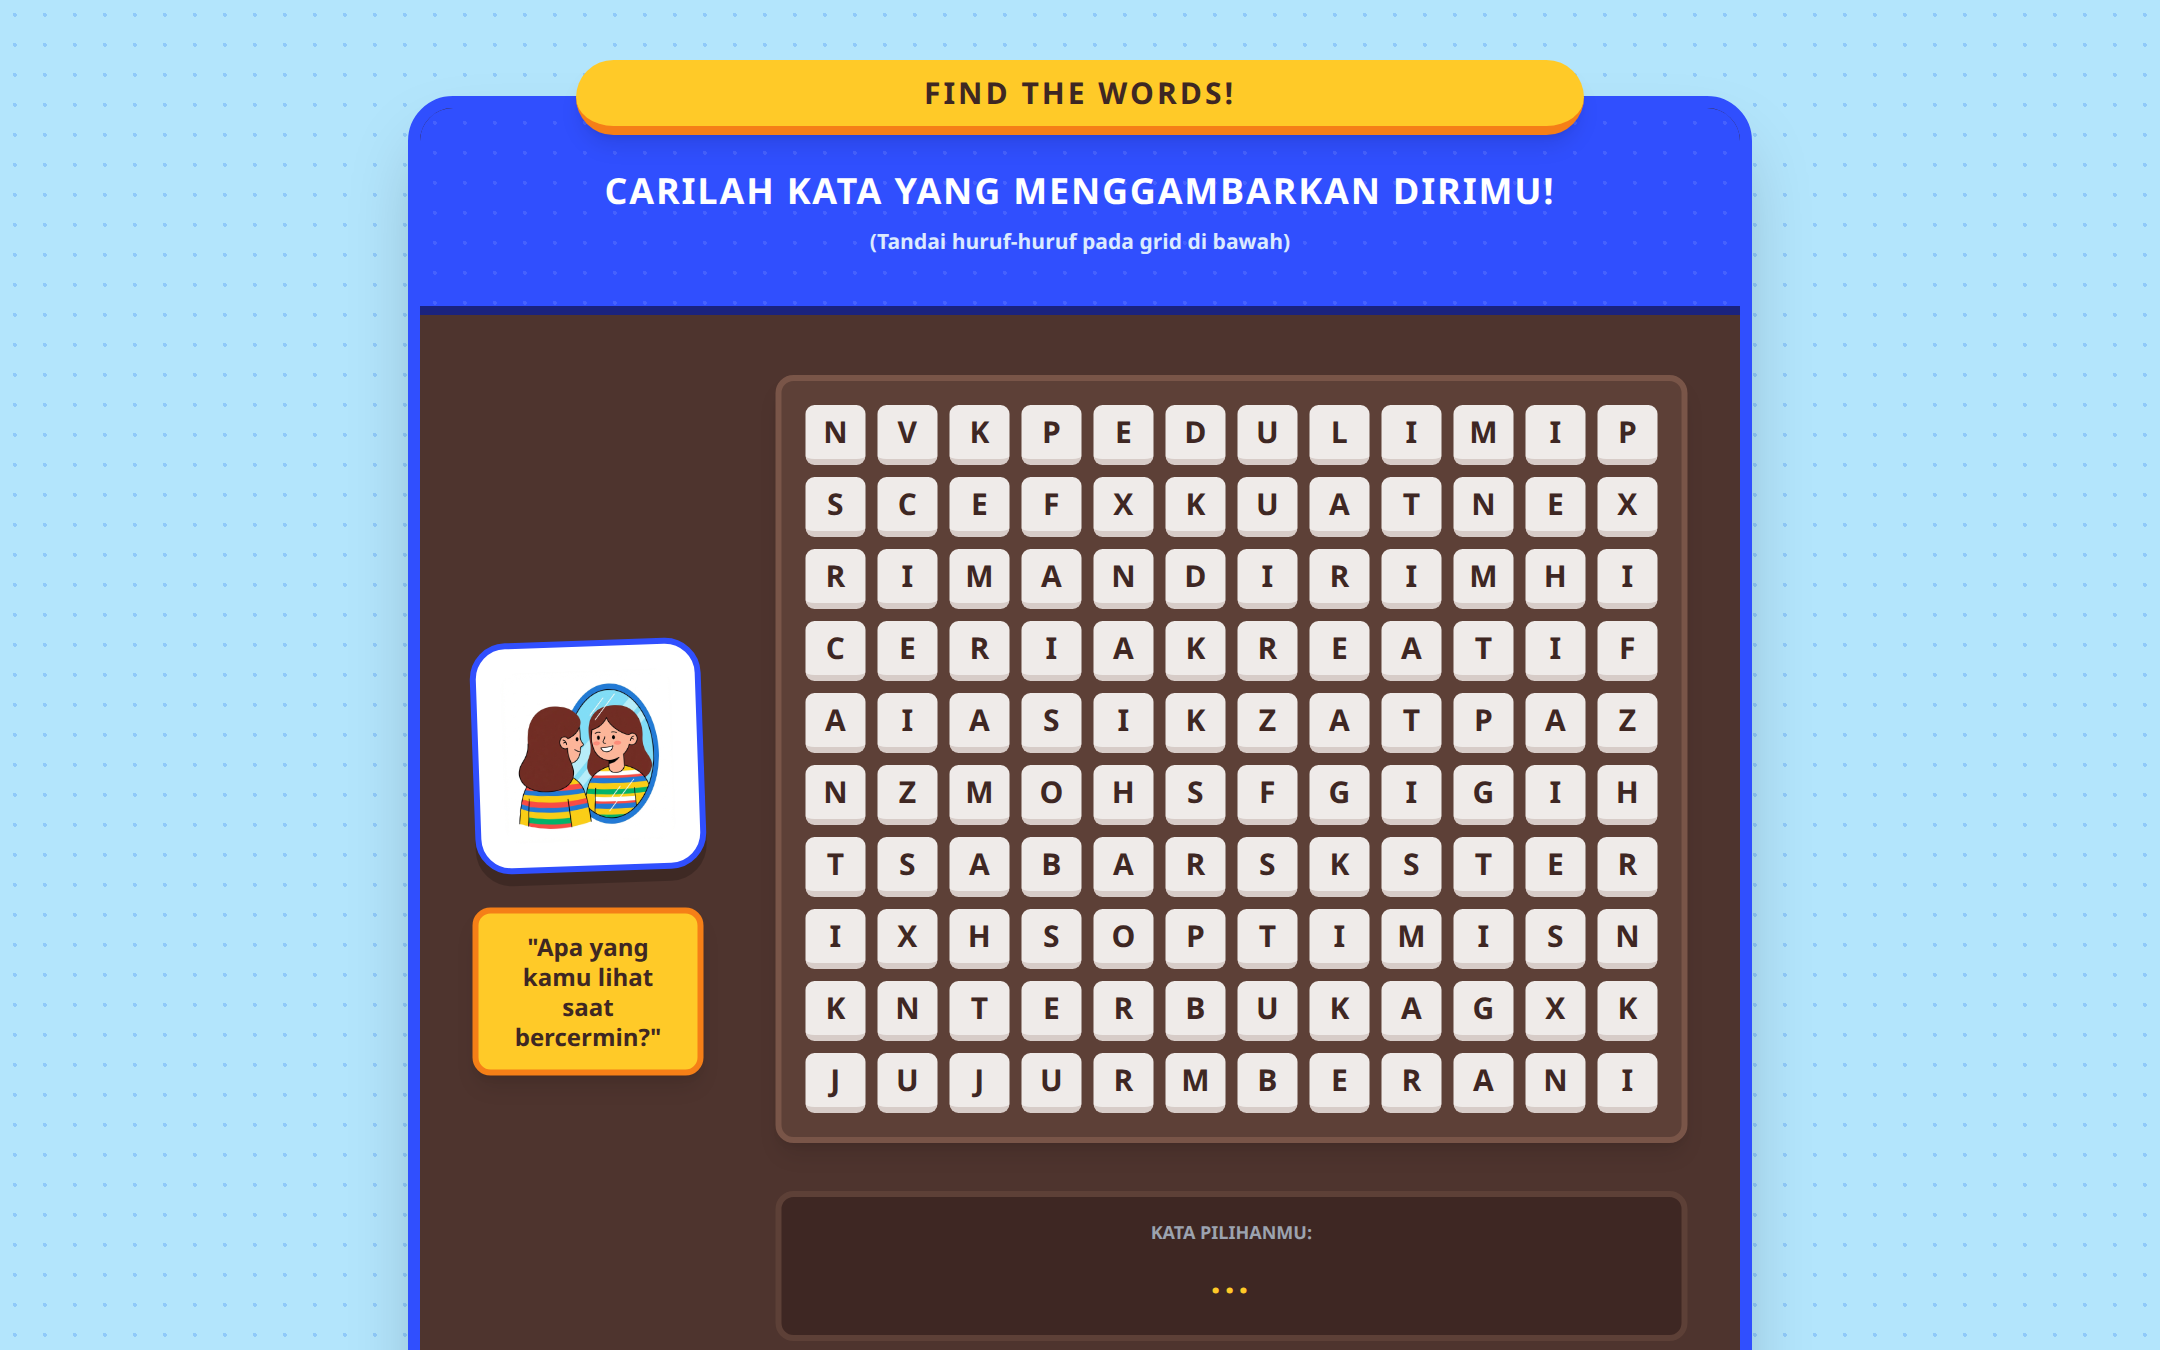 FIND THE WORDS!
CARILAH KATA YANG MENGGAMBARKAN DIRIMU!
(Tandai huruf-huruf pada grid di bawah)
N V K P E D U L I M I P
S C E F X K U A T N E X
R I M A N D I R I M H I
C E R I A K R E A T I F
A I A S I K Z A T P A Z
N Z M O H S F G I G I H
T S A B A R S K S T E R
I X H S O P T I M I S N
K N T E R B U K A G X K
J U J U R M B E R A N I
"Apa yang
kamu lihat
saat
bercermin?"
KATA PILIHANMU:
...